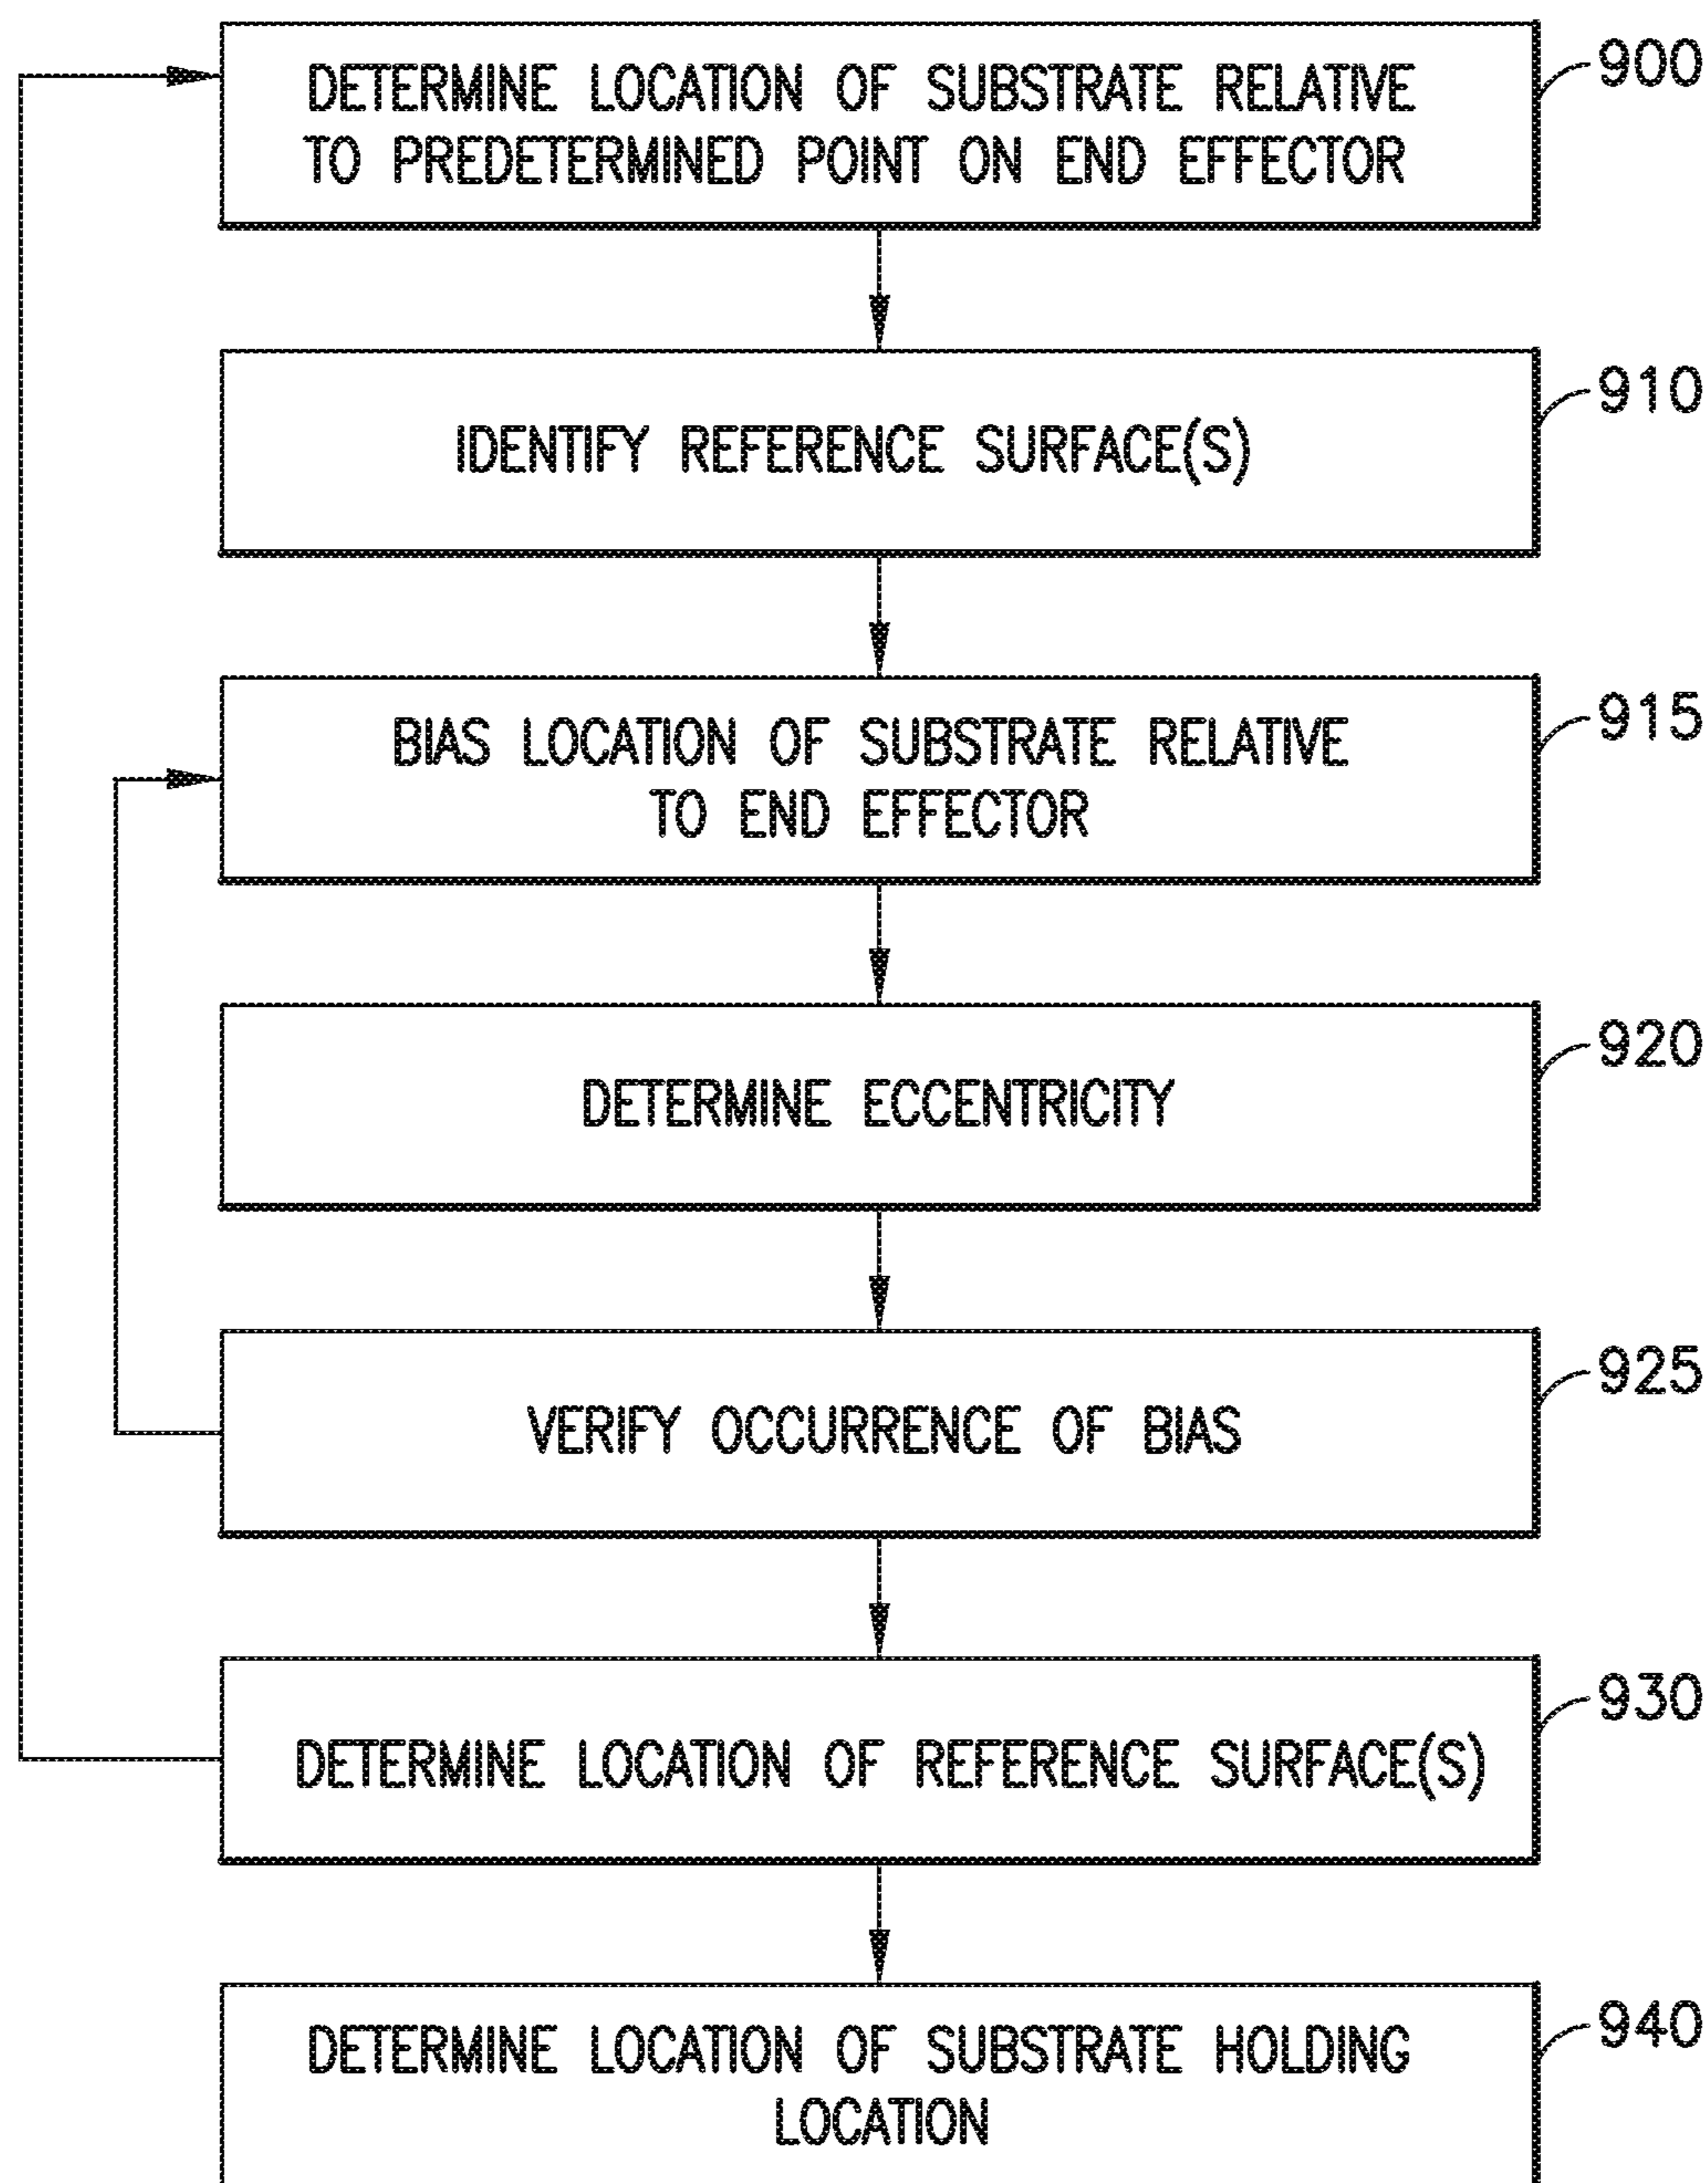 DETERMINE LOCATION OF SUBSTRATE RELATIVE
TO PREDETERMINED POINT ON END EFFECTOR
900
IDENTIFY REFERENCE SURFACE(S)
910
BIAS LOCATION OF SUBSTRATE RELATIVE
TO END EFFECTOR
915
DETERMINE ECCENTRICITY
920
VERIFY OCCURRENCE OF BIAS
925
DETERMINE LOCATION OF REFERENCE SURFACE(S)
930
DETERMINE LOCATION OF SUBSTRATE HOLDING
LOCATION
940